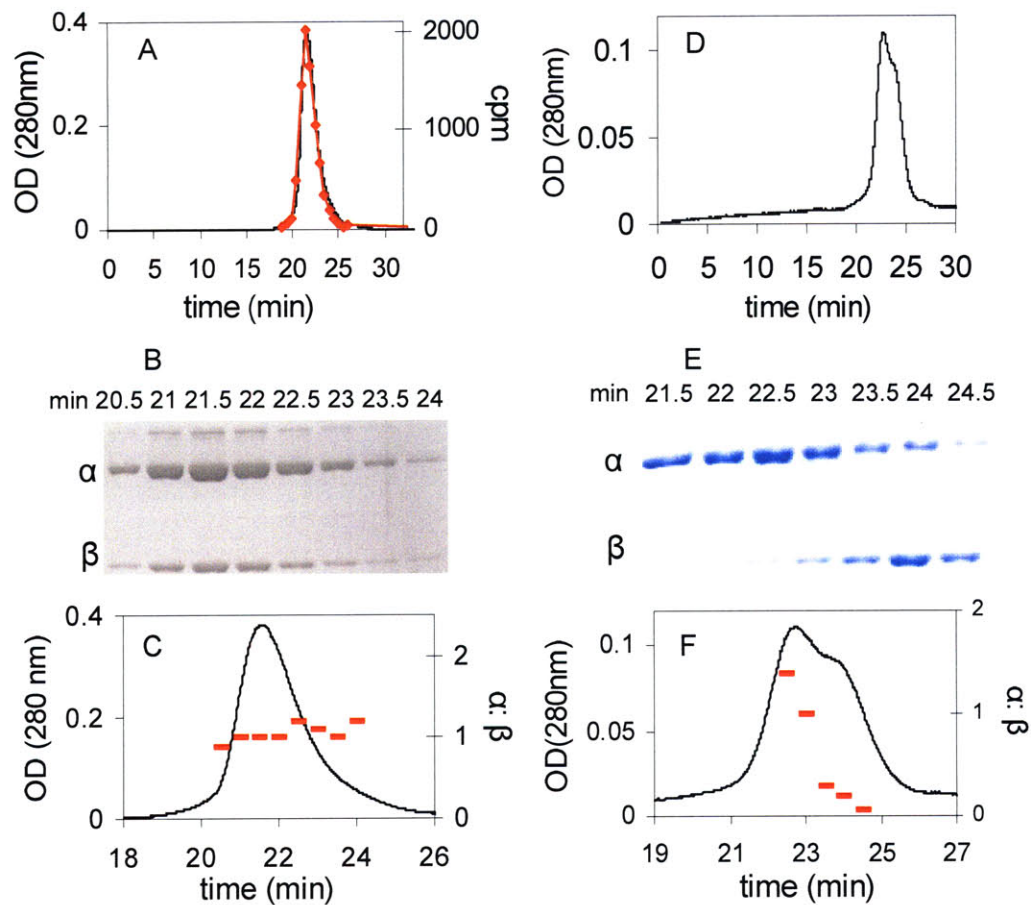 A
OD (280nm)
0.4
0.2
0
2000
1000
0
cpm
0 5 10 15 20 25 30
time (min)
D
OD (280nm)
0.1
0.05
0
0 5 10 15 20 25 30
time (min)
B
min 20.5 21 21.5 22 22.5 23 23.5 24
α
β
E
min 21.5 22 22.5 23 23.5 24 24.5
α
β
C
OD (280 nm)
0.4
0.2
0
2
1
0
α: β
18 20 22 24 26
time (min)
F
OD(280nm)
0.1
0.05
0
2
1
0
α: β
19 21 23 25 27
time (min)